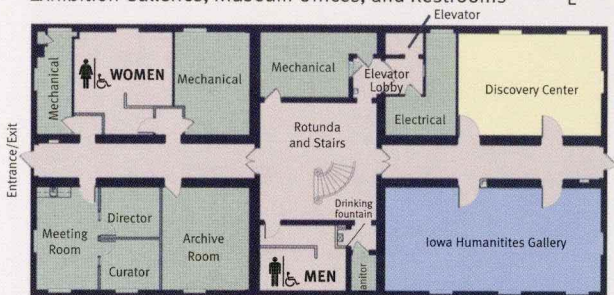 Exhibition Galleries, Museum Offices, and Restrooms
Elevator
Mechanical
WOMEN
Mechanical
Mechanical
Elevator
Lobby
Electrical
Discovery Center
Entrance/Exit
Rotunda
and Stairs
Drinking
fountain
Meeting
Room
Director
Curator
Archive
Room
MEN
Janitor
Iowa Humanitites Gallery